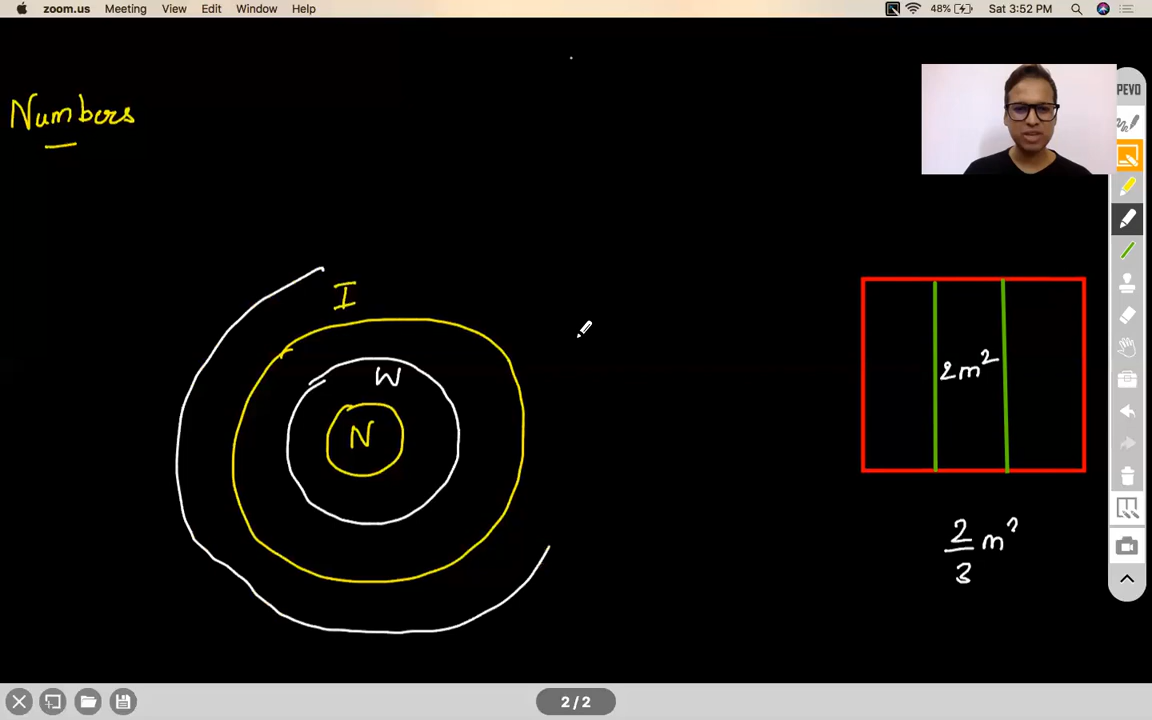 zoom.us Meeting View Edit Window Help 48% Sat 3:52 PM
Numbers
IPEVO
I
W
N
2m²
2/3 m²
2 / 2